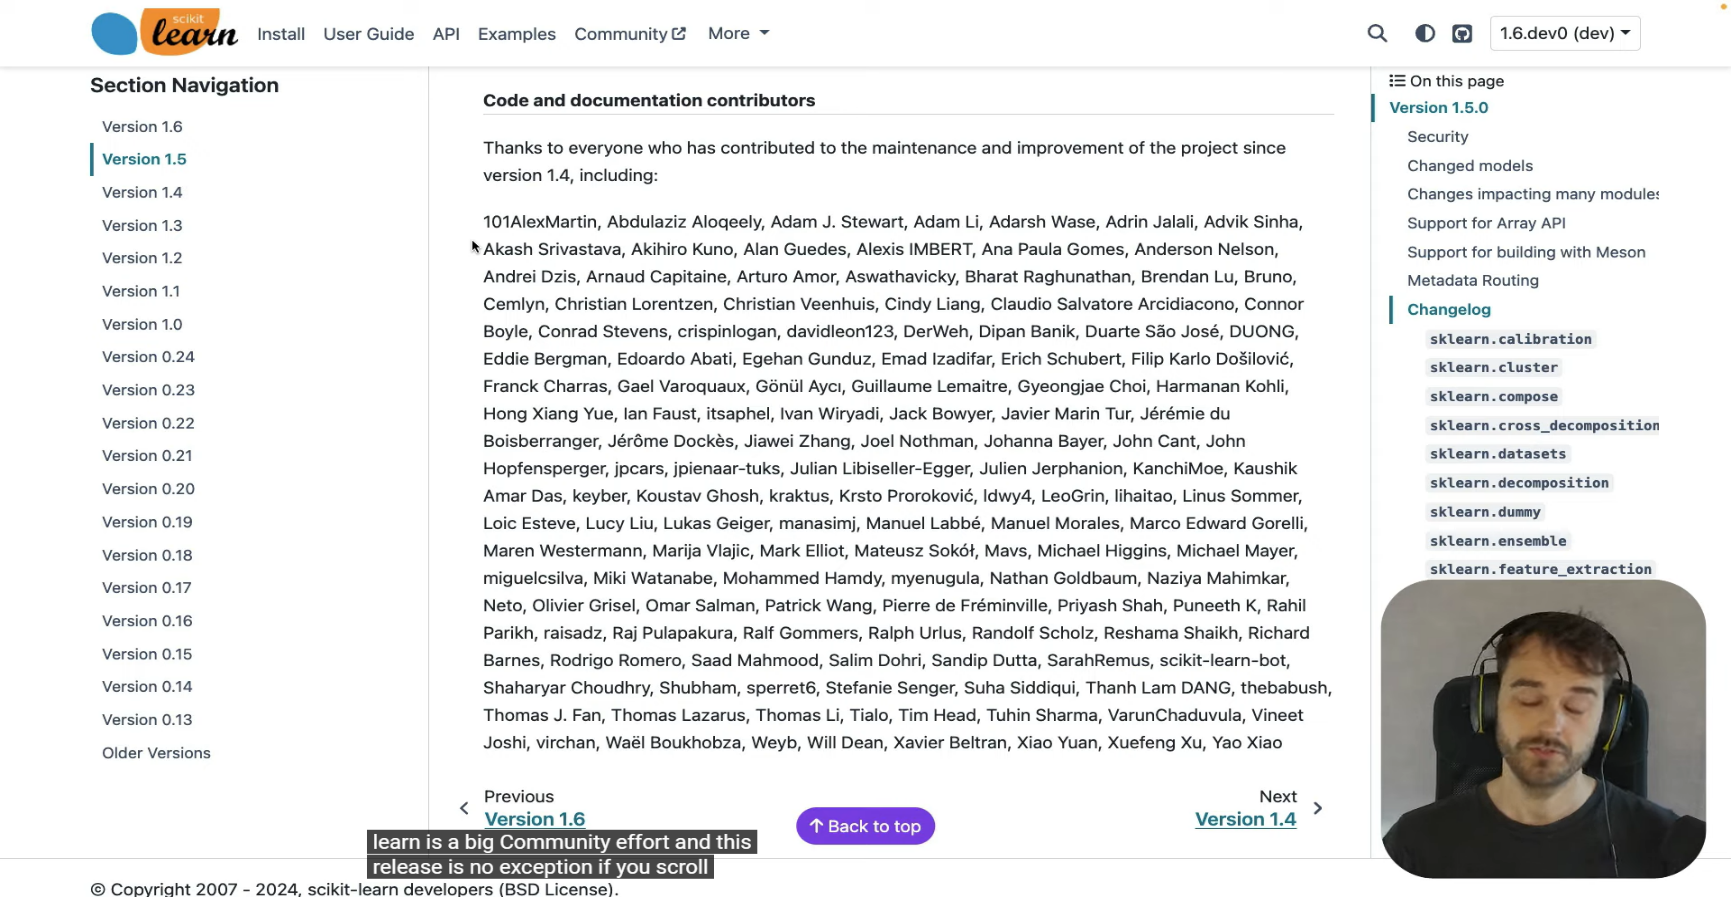 scikit
learn
Install User Guide API Examples Community More
1.6.dev0 (dev)
Section Navigation
Version 1.6
Version 1.5
Version 1.4
Version 1.3
Version 1.2
Version 1.1
Version 1.0
Version 0.24
Version 0.23
Version 0.22
Version 0.21
Version 0.20
Version 0.19
Version 0.18
Version 0.17
Version 0.16
Version 0.15
Version 0.14
Version 0.13
Older Versions
Code and documentation contributors
Thanks to everyone who has contributed to the maintenance and improvement of the project since
version 1.4, including:
101AlexMartin, Abdulaziz Aloqeely, Adam J. Stewart, Adam Li, Adarsh Wase, Adrin Jalali, Advik Sinha,
Akash Srivastava, Akihiro Kuno, Alan Guedes, Alexis IMBERT, Ana Paula Gomes, Anderson Nelson,
Andrei Dzis, Arnaud Capitaine, Arturo Amor, Aswathavicky, Bharat Raghunathan, Brendan Lu, Bruno,
Cemlyn, Christian Lorentzen, Christian Veenhuis, Cindy Liang, Claudio Salvatore Arcidiacono, Connor
Boyle, Conrad Stevens, crispinlogan, davidleon123, DerWeh, Dipan Banik, Duarte São José, DUONG,
Eddie Bergman, Edoardo Abati, Egehan Gunduz, Emad Izadifar, Erich Schubert, Filip Karlo Došilović,
Franck Charras, Gael Varoquaux, Gönül Aycı, Guillaume Lemaitre, Gyeongjae Choi, Harmanan Kohli,
Hong Xiang Yue, Ian Faust, itsaphel, Ivan Wiryadi, Jack Bowyer, Javier Marin Tur, Jérémie du
Boisberranger, Jérôme Dockès, Jiawei Zhang, Joel Nothman, Johanna Bayer, John Cant, John
Hopfensperger, jpcars, jpienaar-tuks, Julian Libiseller-Egger, Julien Jerphanion, KanchiMoe, Kaushik
Amar Das, keyber, Koustav Ghosh, kraktus, Krsto Proroković, ldwy4, LeoGrin, lihaitao, Linus Sommer,
Loic Esteve, Lucy Liu, Lukas Geiger, manasimj, Manuel Labbé, Manuel Morales, Marco Edward Gorelli,
Maren Westermann, Marija Vlajic, Mark Elliot, Mateusz Sokół, Mavs, Michael Higgins, Michael Mayer,
miguelcsilva, Miki Watanabe, Mohammed Hamdy, myenugula, Nathan Goldbaum, Naziya Mahimkar,
Neto, Olivier Grisel, Omar Salman, Patrick Wang, Pierre de Fréminville, Priyash Shah, Puneeth K, Rahil
Parikh, raisadz, Raj Pulapakura, Ralf Gommers, Ralph Urlus, Randolf Scholz, Reshama Shaikh, Richard
Barnes, Rodrigo Romero, Saad Mahmood, Salim Dohri, Sandip Dutta, SarahRemus, scikit-learn-bot,
Shaharyar Choudhry, Shubham, sperret6, Stefanie Senger, Suha Siddiqui, Thanh Lam DANG, thebabush,
Thomas J. Fan, Thomas Lazarus, Thomas Li, Tialo, Tim Head, Tuhin Sharma, VarunChaduvula, Vineet
Joshi, virchan, Waël Boukhobza, Weyb, Will Dean, Xavier Beltran, Xiao Yuan, Xuefeng Xu, Yao Xiao
Previous
Version 1.6
Back to top
Next
Version 1.4
learn is a big Community effort and this
release is no exception if you scroll
© Copyright 2007 - 2024, scikit-learn developers (BSD License).
On this page
Version 1.5.0
Security
Changed models
Changes impacting many modules
Support for Array API
Support for building with Meson
Metadata Routing
Changelog
sklearn.calibration
sklearn.cluster
sklearn.compose
sklearn.cross_decomposition
sklearn.datasets
sklearn.decomposition
sklearn.dummy
sklearn.ensemble
sklearn.feature_extraction